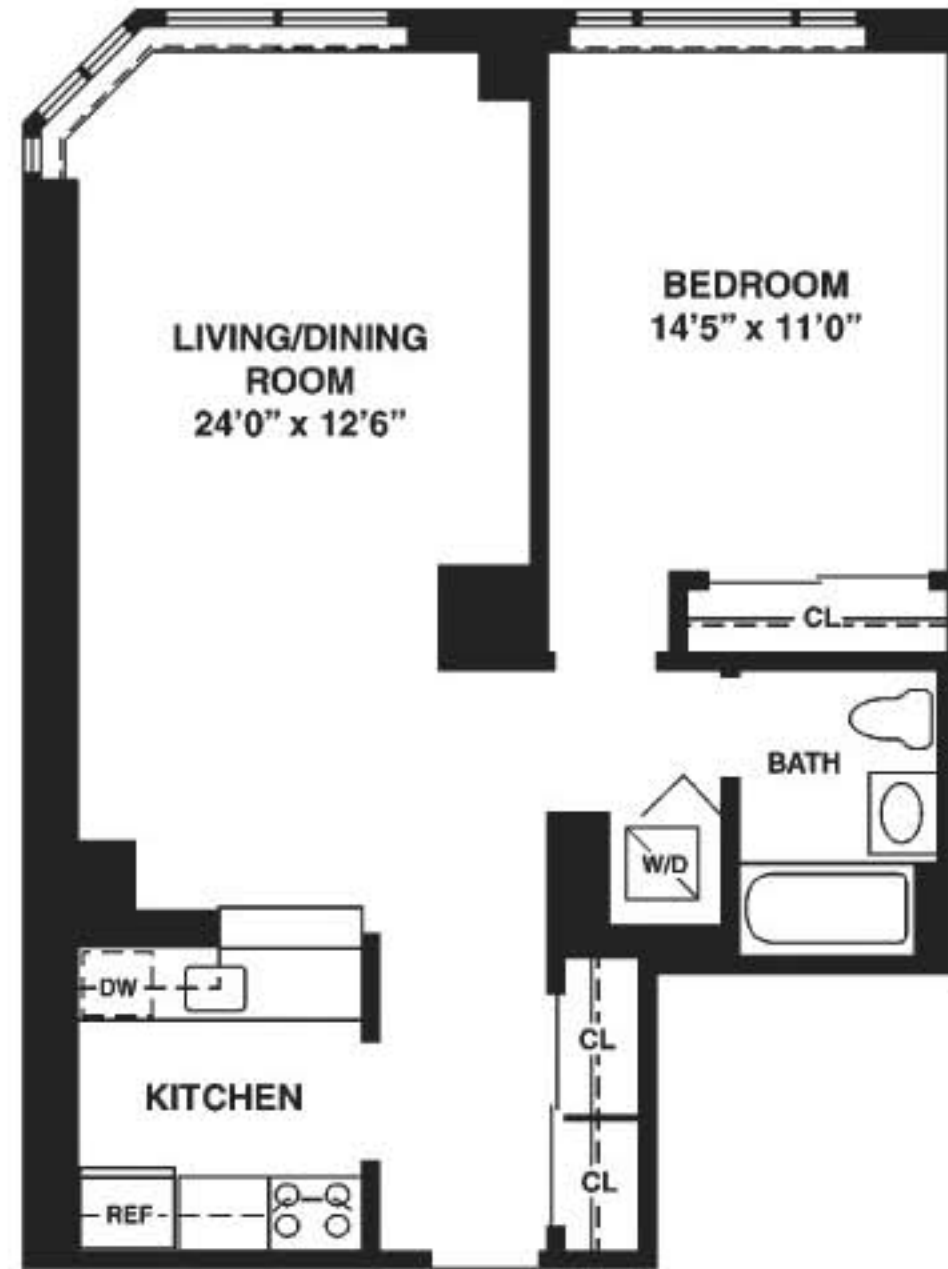 LIVING/DINING
ROOM
24’0” x 12’6”
BEDROOM
14’5” x 11’0”
CL
BATH
W/D
DW
KITCHEN
CL
CL
REF